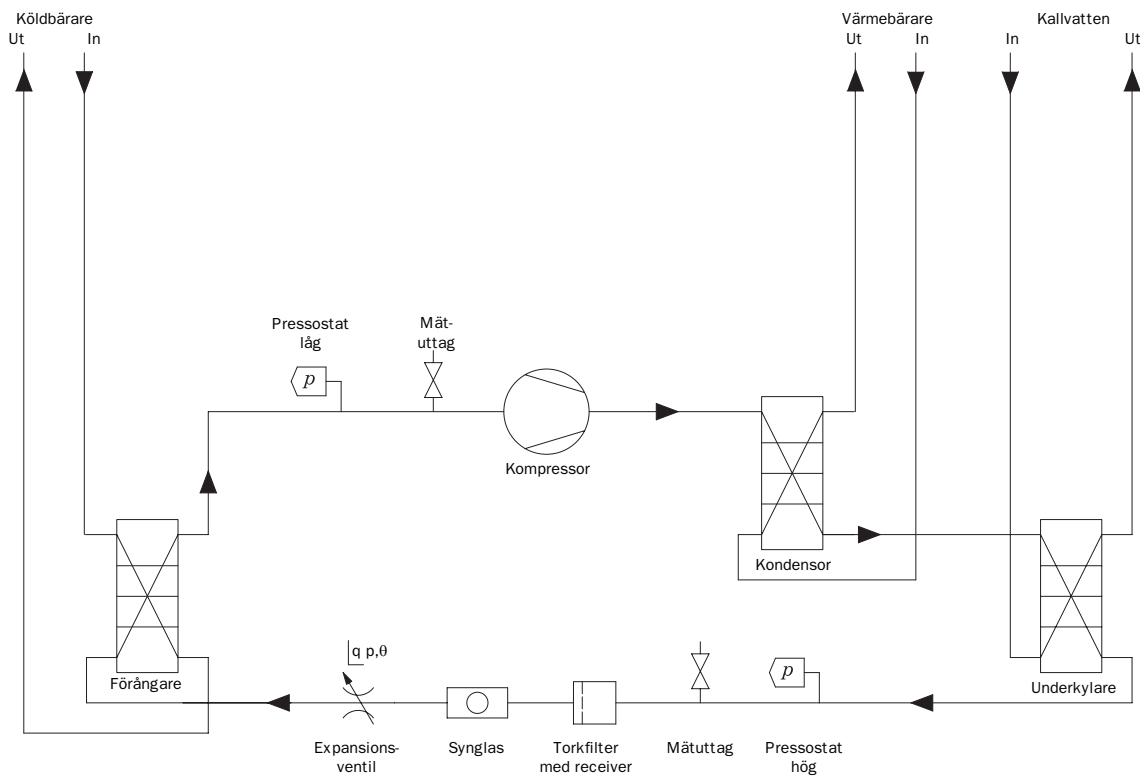 Köldbärare
Ut
In
Värmebärare
Ut
In
Kallvatten
In
Ut
Pressostat
låg
Mät-
uttag
p
Kompressor
Kondensor
q p,θ
p
Förångare
Underkylare
Expansions-
ventil
Synglas
Torkfilter
med receiver
Mätuttag
Pressostat
hög